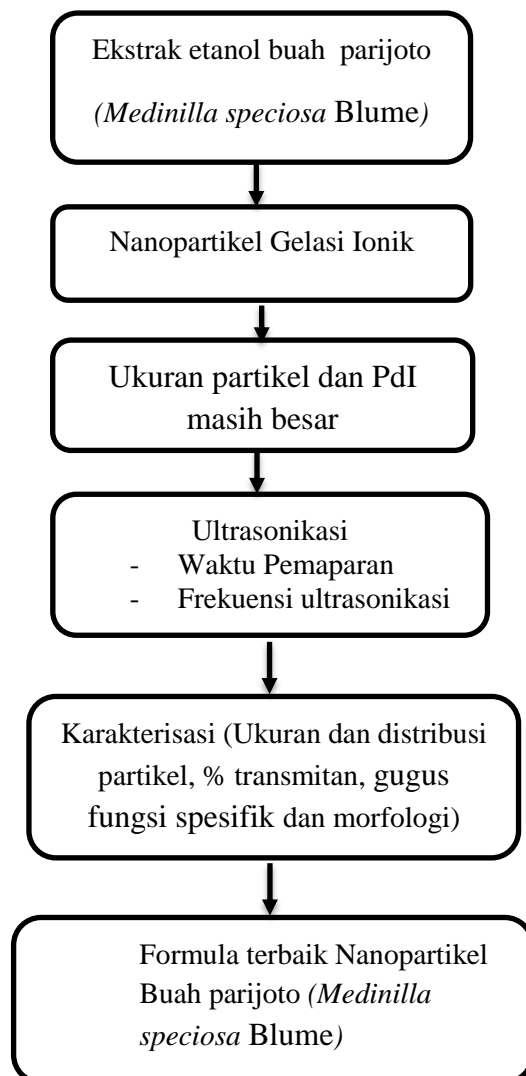 Ekstrak etanol buah parijoto
(Medinilla speciosa Blume)
Nanopartikel Gelasi Ionik
Ukuran partikel dan PdI
masih besar
Ultrasonikasi
- Waktu Pemaparan
- Frekuensi ultrasonikasi
Karakterisasi (Ukuran dan distribusi
partikel, % transmitan, gugus
fungsi spesifik dan morfologi)
Formula terbaik Nanopartikel
Buah parijoto (Medinilla
speciosa Blume)